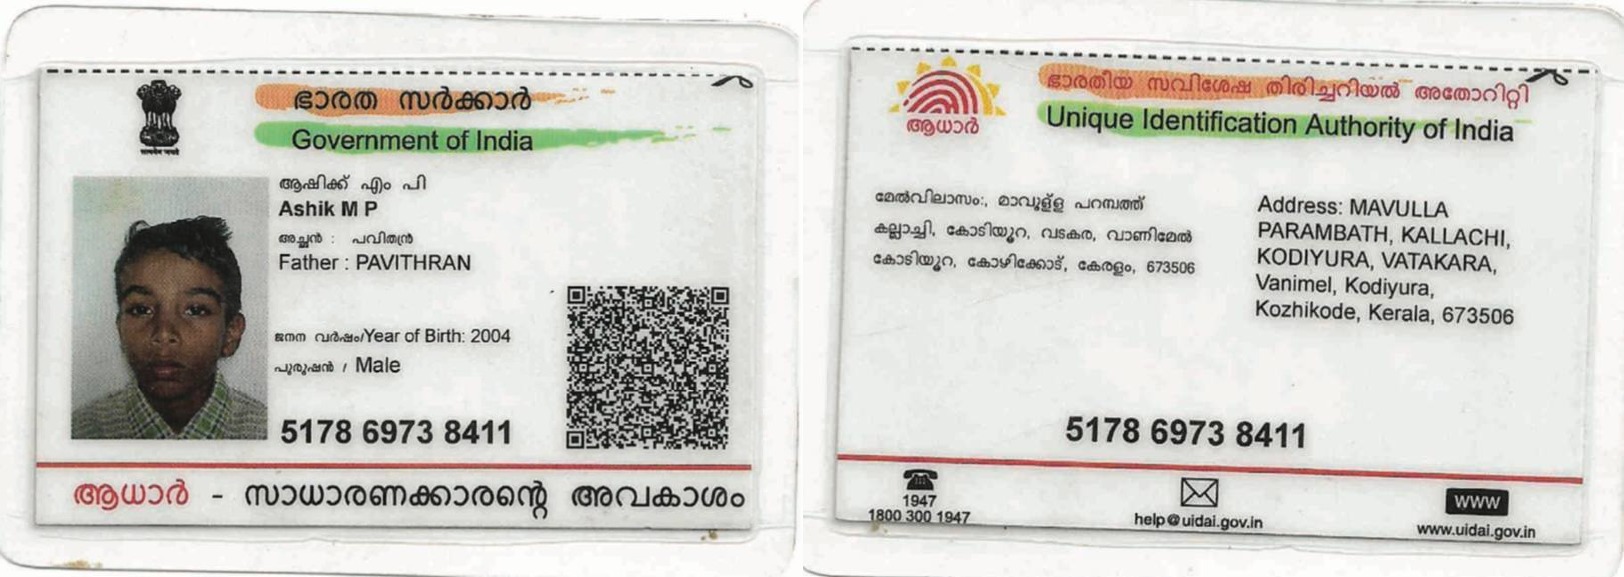 ഭാരത സർക്കാർ
Government of India
ആഷിക്ക് എം പി
Ashik M P
അച്ഛൻ : പവിത്രൻ
Father : PAVITHRAN
ജനന വർഷം/Year of Birth: 2004
പുരുഷൻ / Male
5178 6973 8411
ആധാർ - സാധാരണക്കാരന്റെ അവകാശം
ഭാരതീയ സവിശേഷ തിരിച്ചറിയൽ അതോറിറ്റി
Unique Identification Authority of India
ആധാർ
മേൽവിലാസം:, മാവുള്ള പറമ്പത്ത്
കല്ലാച്ചി, കോടിയൂറ, വടകര, വാണിമേൽ
കോടിയൂറ, കോഴിക്കോട്, കേരളം, 673506
Address: MAVULLA
PARAMBATH, KALLACHI,
KODIYURA, VATAKARA,
Vanimel, Kodiyura,
Kozhikode, Kerala, 673506
5178 6973 8411
1947
1800 300 1947
help@uidai.gov.in
WWW
www.uidai.gov.in